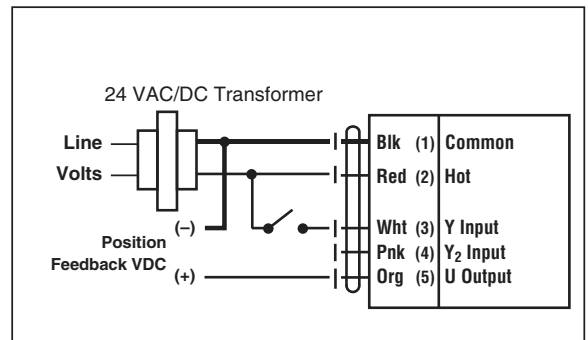 24 VAC/DC Transformer
Line
Volts
(–)
Position
Feedback VDC
(+)
Blk (1) Common
Red (2) Hot
Wht (3) Y Input
Pnk (4) Y₂ Input
Org (5) U Output